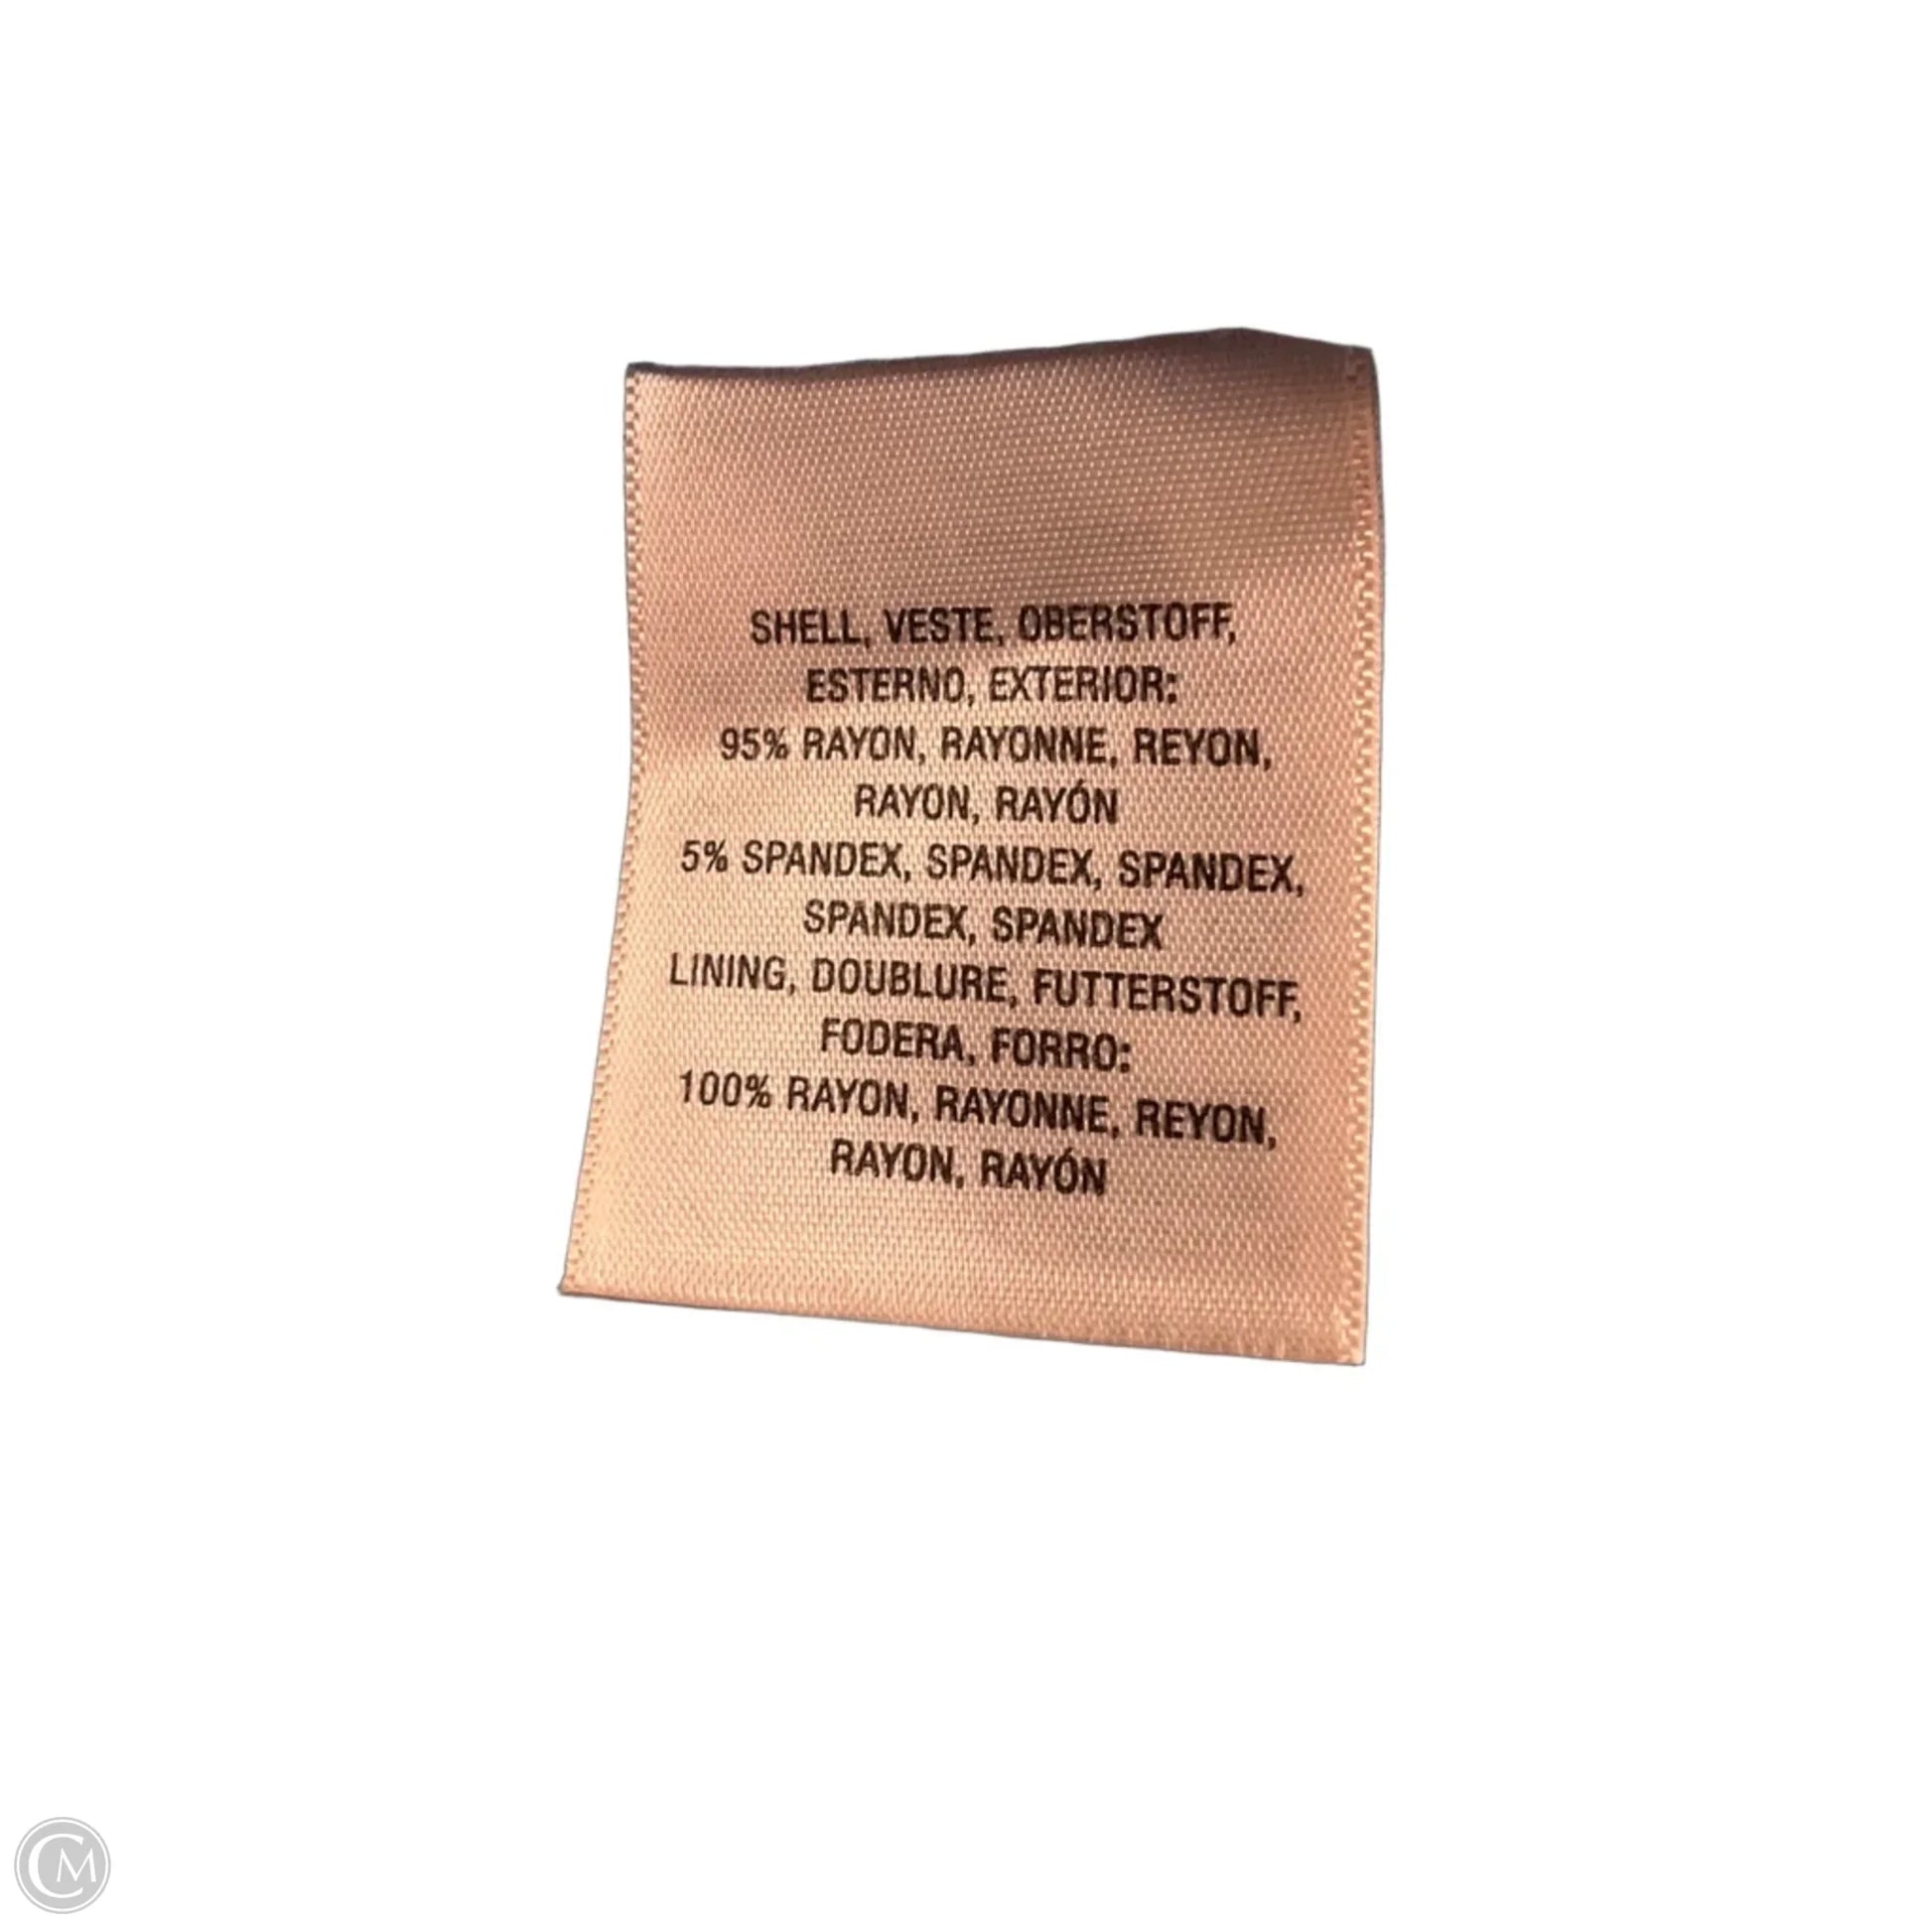 SHELL, VESTE, OBERSTOFF,
ESTERNO, EXTERIOR:
95% RAYON, RAYONNE, REYON,
RAYON, RAYÓN
5% SPANDEX, SPANDEX, SPANDEX,
SPANDEX, SPANDEX
LINING, DOUBLURE, FUTTERSTOFF,
FODERA, FORRO:
100% RAYON, RAYONNE, REYON,
RAYON, RAYÓN
CM